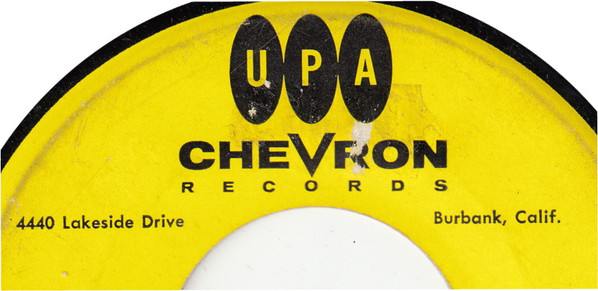 UPA
CHEVRON
RECORDS
4440 Lakeside Drive
Burbank, Calif.